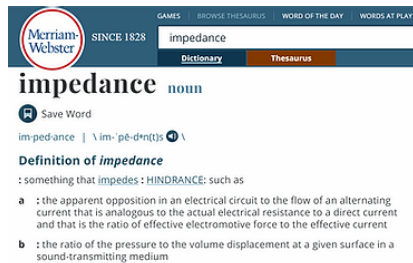 GAMES | BROWSE THESAURUS | WORD OF THE DAY | WORDS AT PLAY
Merriam-
Webster
SINCE 1828
impedance
Dictionary
Thesaurus
impedance noun
Save Word
im·ped·ance | \ im-ˈpē-dᵊn(t)s \
Definition of impedance
: something that impedes : HINDRANCE: such as
a : the apparent opposition in an electrical circuit to the flow of an alternating
current that is analogous to the actual electrical resistance to a direct current
and that is the ratio of effective electromotive force to the effective current
b : the ratio of the pressure to the volume displacement at a given surface in a
sound-transmitting medium